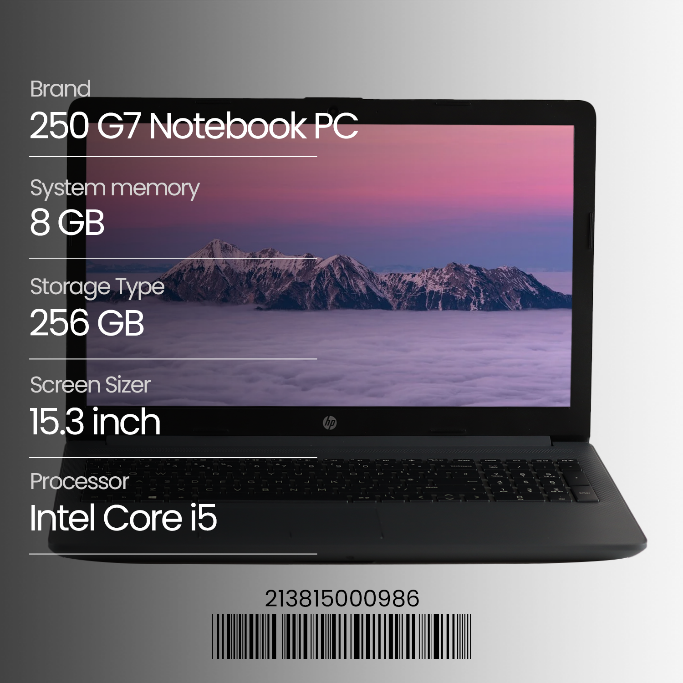 Brand
250 G7 Notebook PC
System memory
8 GB
Storage Type
256 GB
Screen Sizer
15.3 inch
hp
Processor
Intel Core i5
213815000986